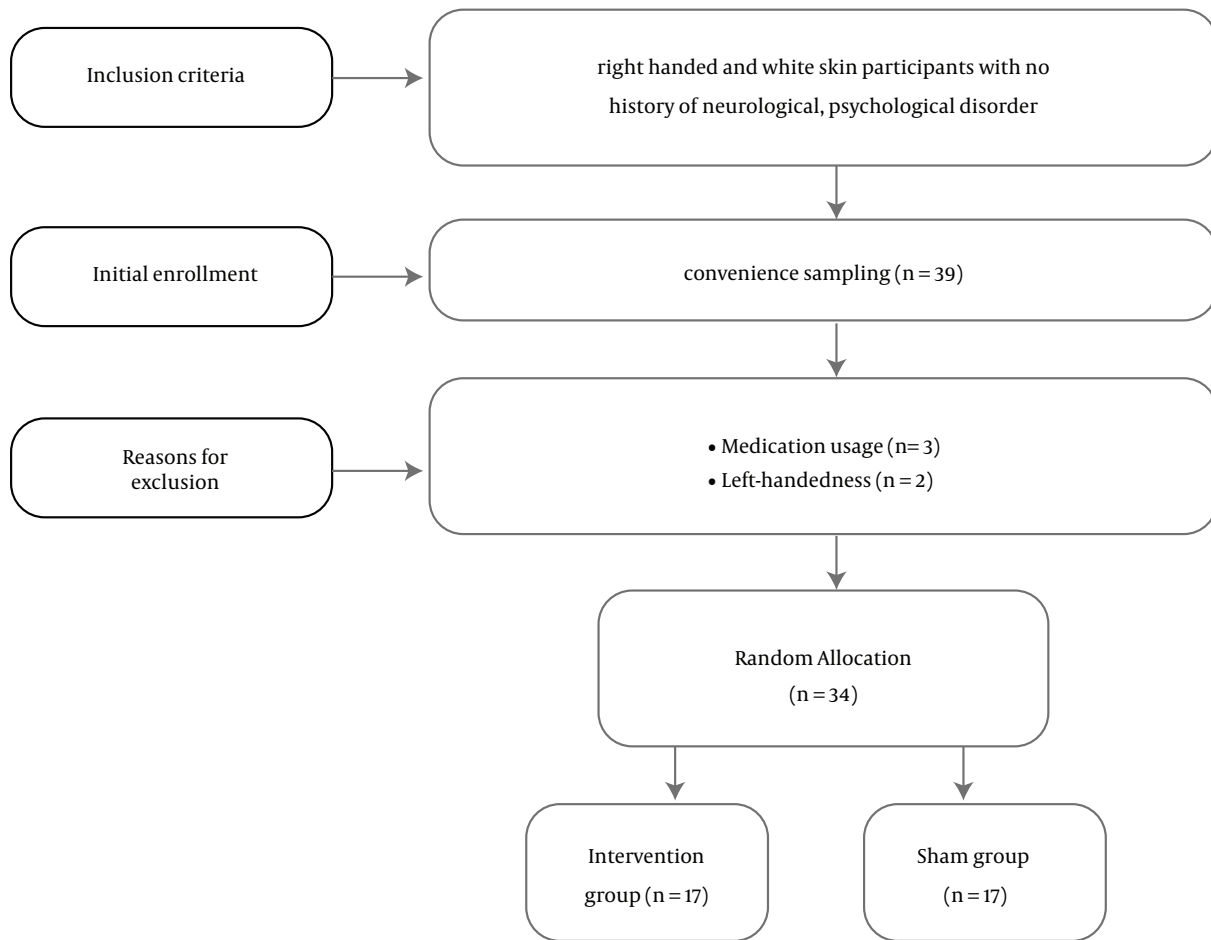 Inclusion criteria
right handed and white skin participants with no
history of neurological, psychological disorder
Initial enrollment
convenience sampling (n = 39)
Reasons for
exclusion
• Medication usage (n= 3)
• Left-handedness (n = 2)
Random Allocation
(n = 34)
Intervention
group (n = 17)
Sham group
(n = 17)